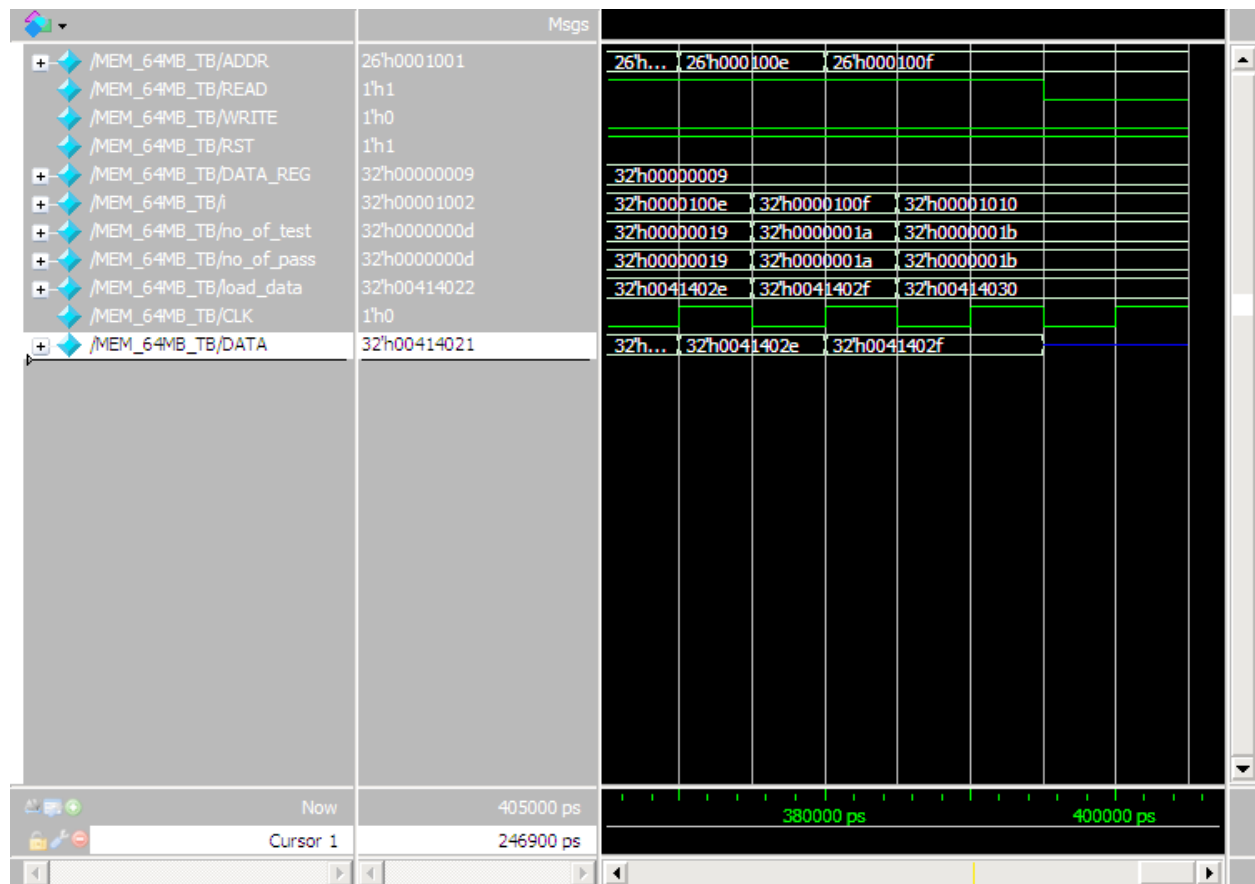 Msgs
/MEM_64MB_TB/ADDR 26'h0001001 26'h... 26'h000100e 26'h000100f
/MEM_64MB_TB/READ 1'h1
/MEM_64MB_TB/WRITE 1'h0
/MEM_64MB_TB/RST 1'h1
/MEM_64MB_TB/DATA_REG 32'h00000009 32'h00000009
/MEM_64MB_TB/i 32'h00001002 32'h0000100e 32'h0000100f 32'h00001010
/MEM_64MB_TB/no_of_test 32'h0000000d 32'h00000019 32'h0000001a 32'h0000001b
/MEM_64MB_TB/no_of_pass 32'h0000000d 32'h00000019 32'h0000001a 32'h0000001b
/MEM_64MB_TB/load_data 32'h00414022 32'h0041402e 32'h0041402f 32'h00414030
/MEM_64MB_TB/CLK 1'h0
/MEM_64MB_TB/DATA 32'h00414021 32'h... 32'h0041402e 32'h0041402f
Now 405000 ps 380000 ps 400000 ps
Cursor 1 246900 ps